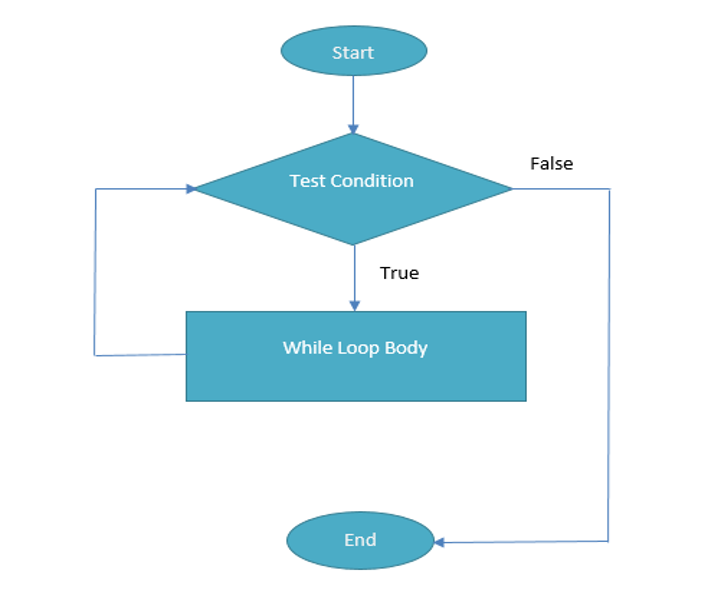 Start
Test Condition
False
True
While Loop Body
End